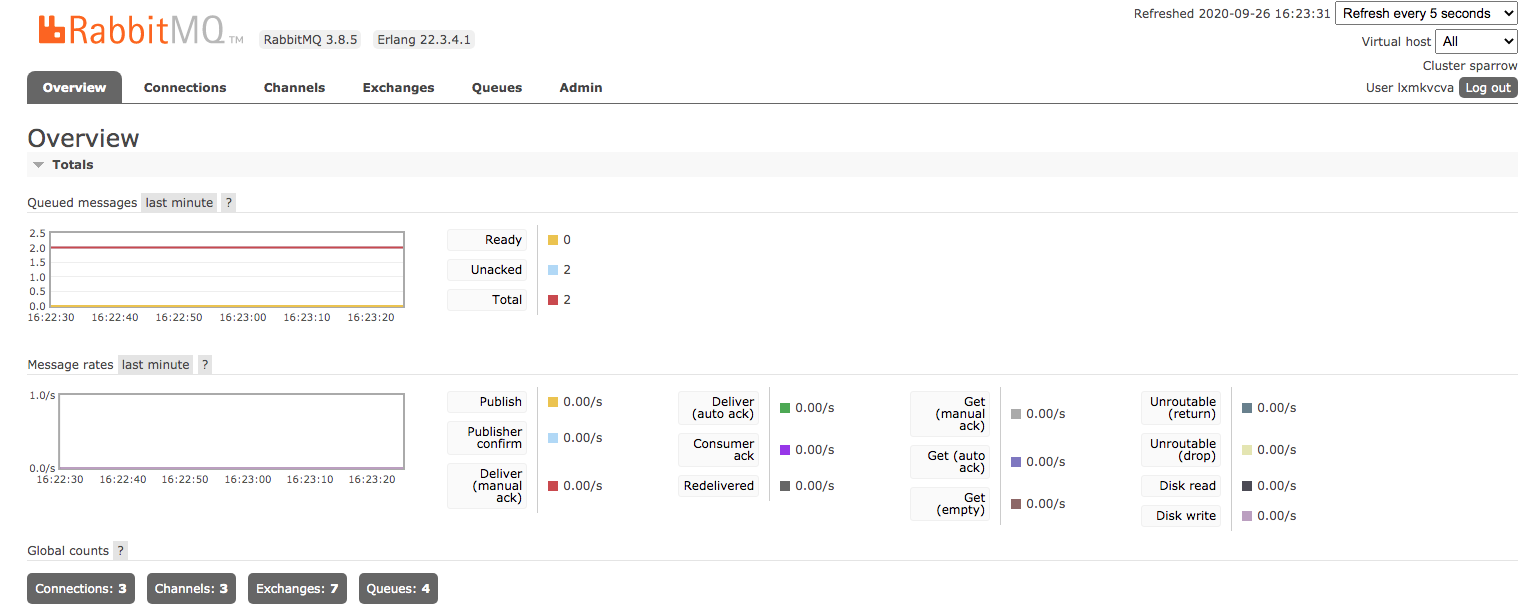 RabbitMQ TM RabbitMQ 3.8.5 Erlang 22.3.4.1
Refreshed 2020-09-26 16:23:31 Refresh every 5 seconds
Virtual host All
Cluster sparrow
User lxmkvcva Log out
Overview Connections Channels Exchanges Queues Admin
Overview
Totals
Queued messages last minute ?
2.5
2.0
1.5
1.0
0.5
0.0
16:22:30 16:22:40 16:22:50 16:23:00 16:23:10 16:23:20
Ready 0
Unacked 2
Total 2
Message rates last minute ?
1.0/s
0.0/s
16:22:30 16:22:40 16:22:50 16:23:00 16:23:10 16:23:20
Publish 0.00/s
Publisher
confirm 0.00/s
Deliver
(manual
ack) 0.00/s
Deliver
(auto ack) 0.00/s
Consumer
ack 0.00/s
Redelivered 0.00/s
Get
(manual
ack) 0.00/s
Get (auto
ack) 0.00/s
Get
(empty) 0.00/s
Unroutable
(return) 0.00/s
Unroutable
(drop) 0.00/s
Disk read 0.00/s
Disk write 0.00/s
Global counts ?
Connections: 3 Channels: 3 Exchanges: 7 Queues: 4